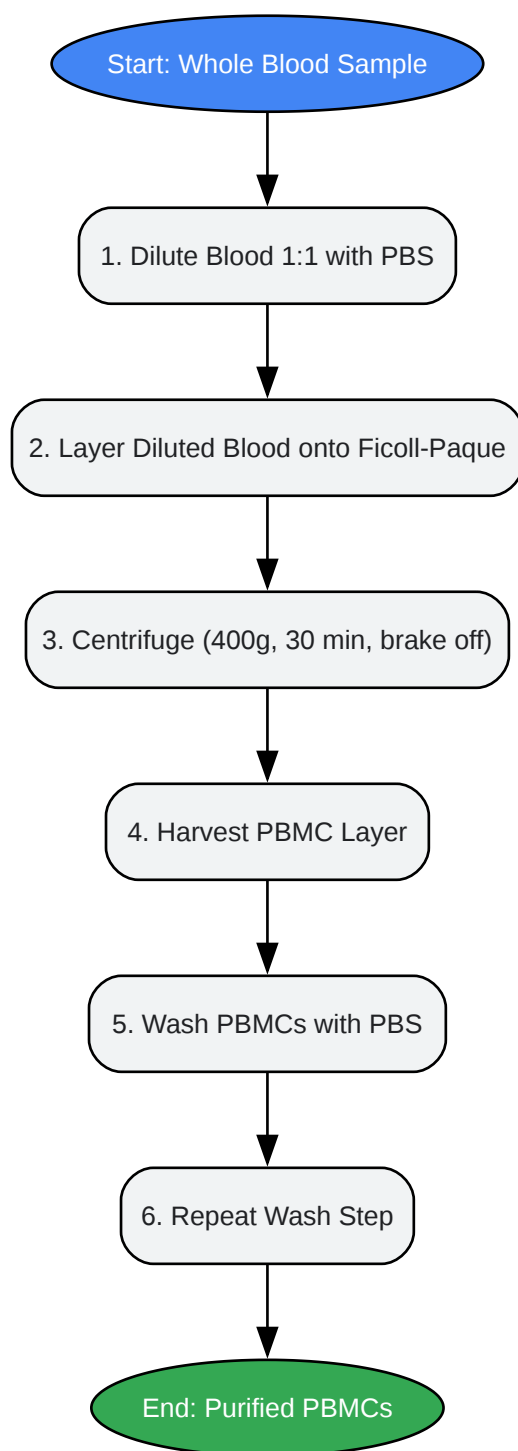 Start: Whole Blood Sample
1. Dilute Blood 1:1 with PBS
2. Layer Diluted Blood onto Ficoll-Paque
3. Centrifuge (400g, 30 min, brake off)
4. Harvest PBMC Layer
5. Wash PBMCs with PBS
6. Repeat Wash Step
End: Purified PBMCs